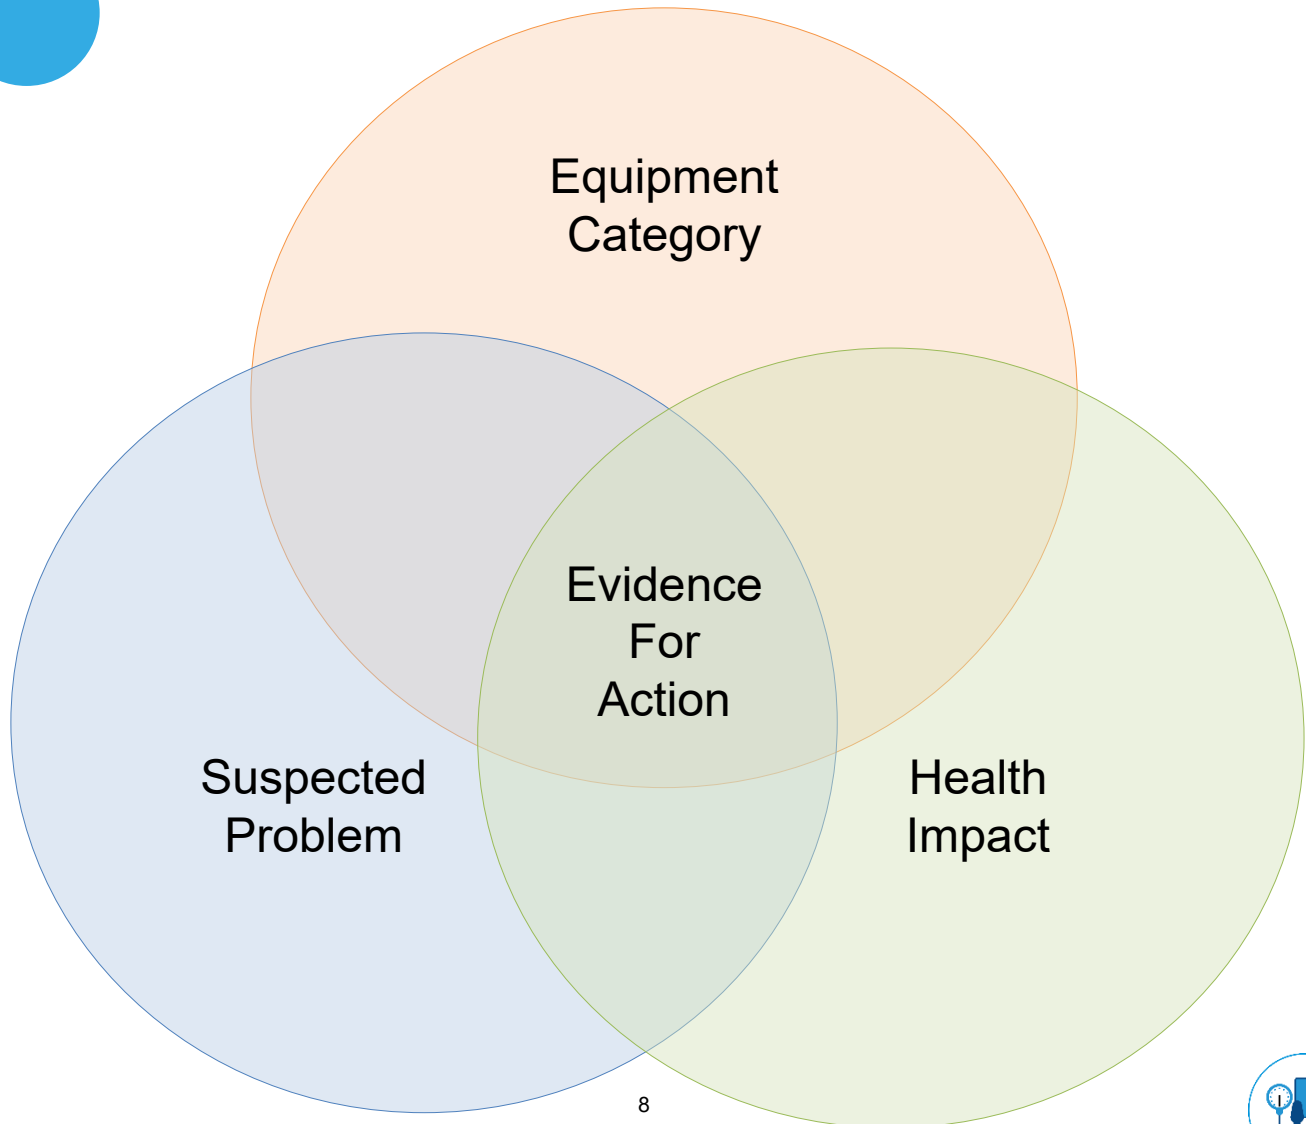 Equipment
Category
Evidence
For
Action
Suspected
Problem
Health
Impact
8